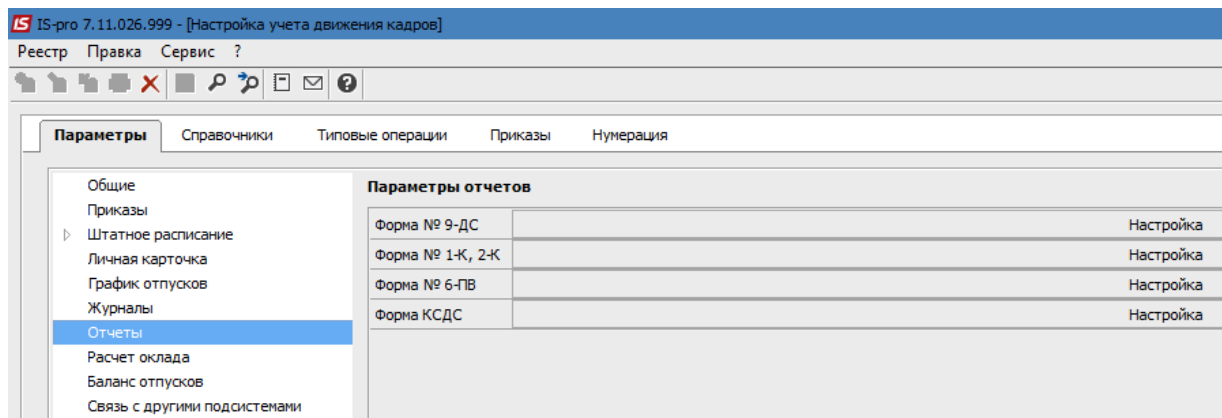 IS IS-pro 7.11.026.999 - [Настройка учета движения кадров]
Реестр Правка Сервис ?
Параметры Справочники Типовые операции Приказы Нумерация
Общие
Приказы
Штатное расписание
Личная карточка
График отпусков
Журналы
Отчеты
Расчет оклада
Баланс отпусков
Связь с другими подсистемами
Параметры отчетов
Форма № 9-ДС Настройка
Форма № 1-К, 2-К Настройка
Форма № 6-ПВ Настройка
Форма КСДС Настройка